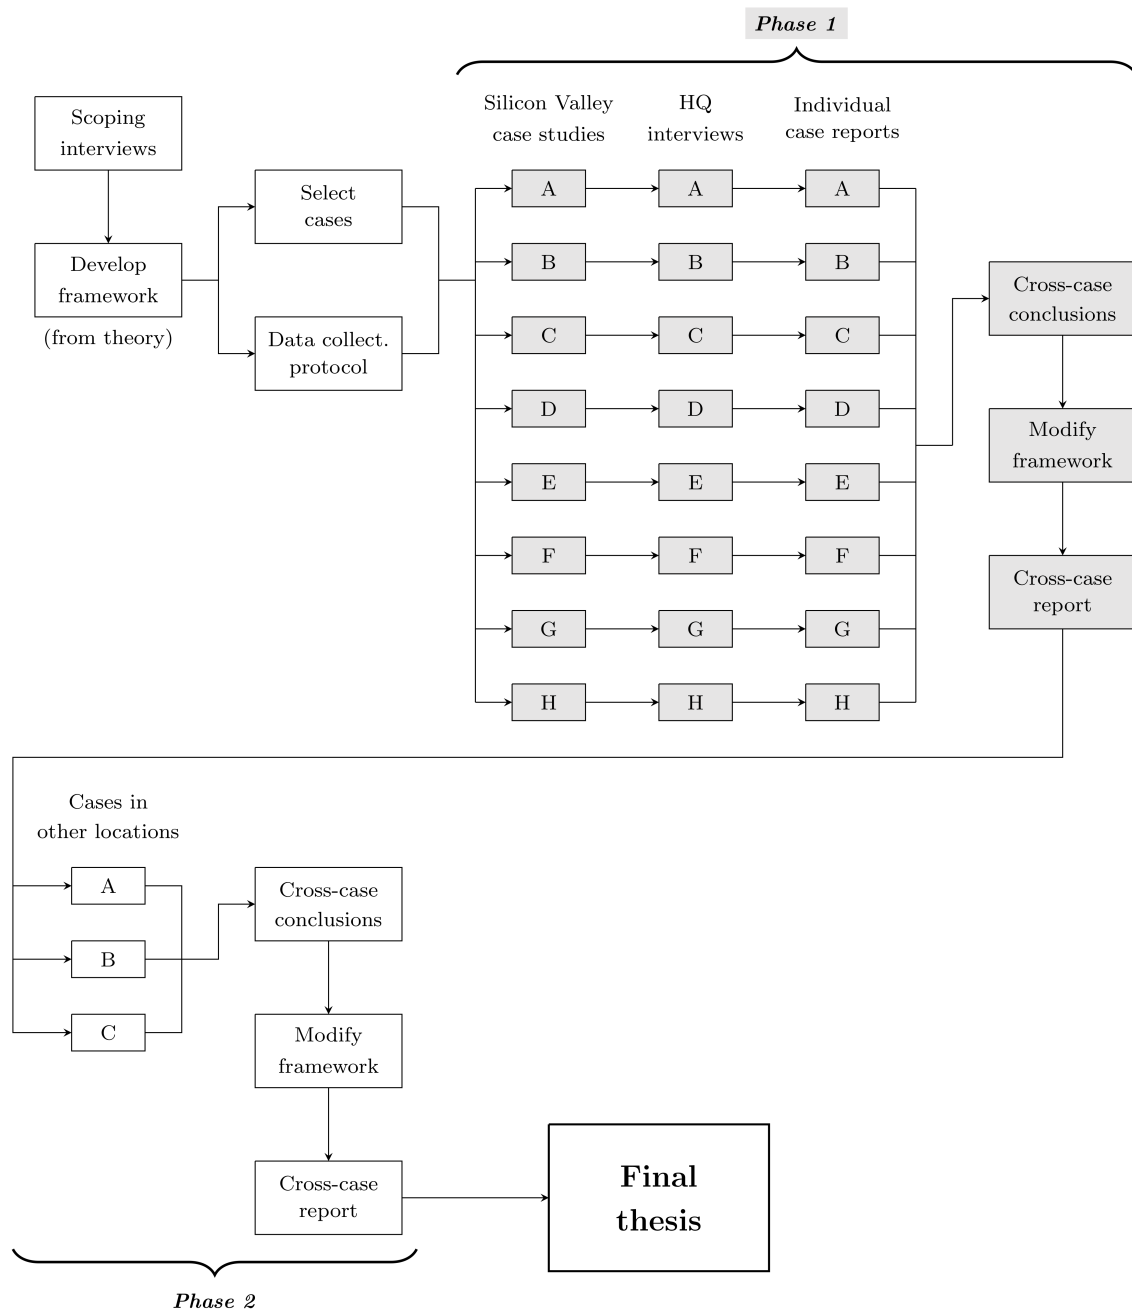 Phase 1
Scoping
interviews
Develop
framework
(from theory)
Select
cases
Data collect.
protocol
Silicon Valley
case studies
HQ
interviews
Individual
case reports
A A A
B B B
C C C
D D D
E E E
F F F
G G G
H H H
Cross-case
conclusions
Modify
framework
Cross-case
report
Cases in
other locations
A
B
C
Cross-case
conclusions
Modify
framework
Cross-case
report
Final
thesis
Phase 2